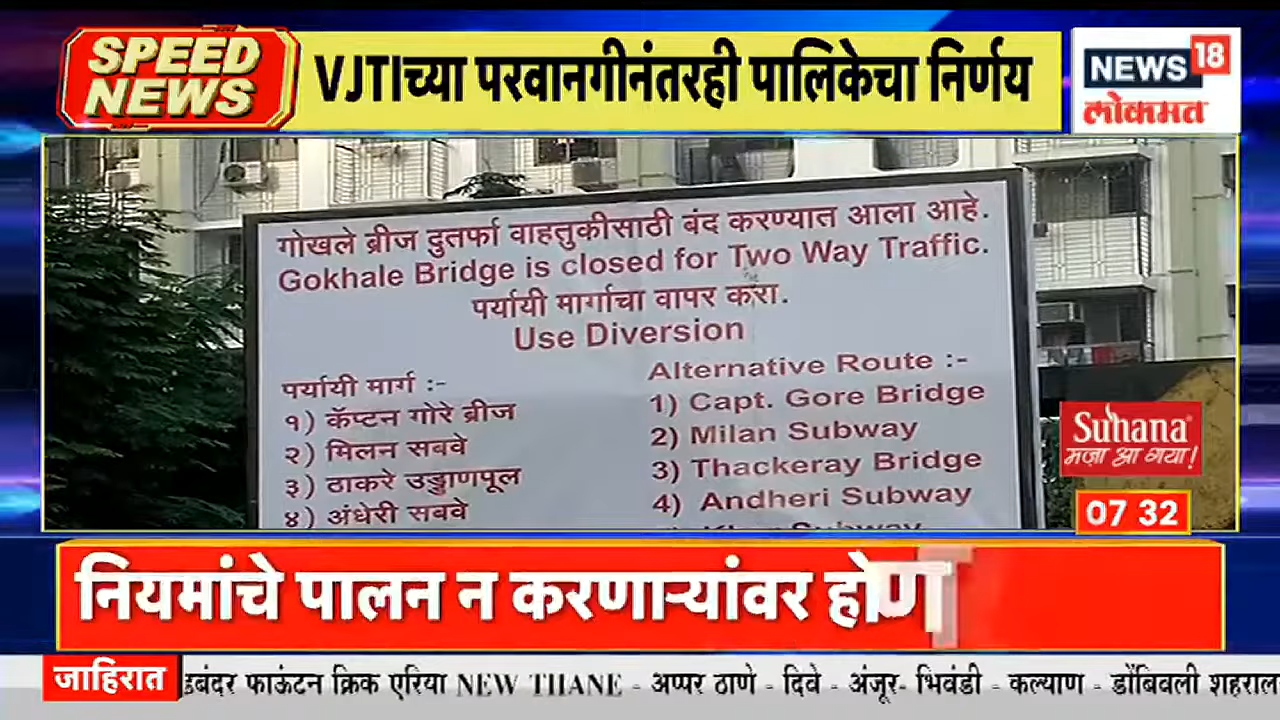 SPEED
NEWS
VJTIच्या परवानगीनंतरही पालिकेचा निर्णय
NEWS 18
लोकमत
गोखले ब्रीज दुतर्फा वाहतुकीसाठी बंद करण्यात आला आहे.
Gokhale Bridge is closed for Two Way Traffic.
पर्यायी मार्गाचा वापर करा.
Use Diversion
पर्यायी मार्ग :-
१) कॅप्टन गोरे ब्रीज
२) मिलन सबवे
३) ठाकरे उड्डाणपूल
४) अंधेरी सबवे
Alternative Route :-
1) Capt. Gore Bridge
2) Milan Subway
3) Thackeray Bridge
4) Andheri Subway
Subway
Suhana
मज़ा आ गया!
07 32
नियमांचे पालन न करणाऱ्यांवर
जाहिरात
फाऊंटन क्रिक एरिया NEW THANE - अप्पर ठाणे - दिवे - अंजूर- भिवंडी - कल्याण - डोंबिवली